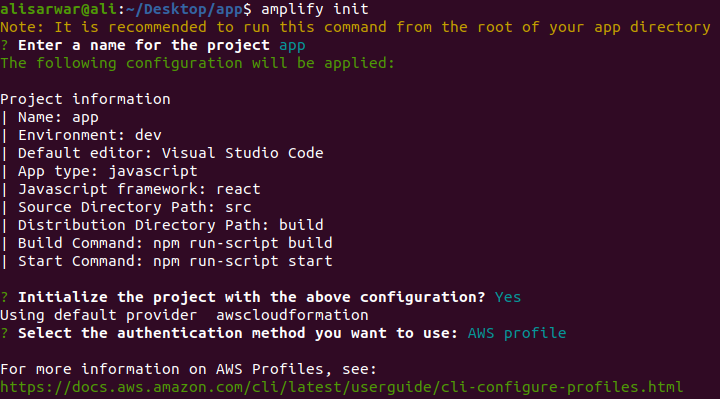 alisarwar@ali:~/Desktop/app$ amplify init
Note: It is recommended to run this command from the root of your app directory
? Enter a name for the project app
The following configuration will be applied:
Project information
| Name: app
| Environment: dev
| Default editor: Visual Studio Code
| App type: javascript
| Javascript framework: react
| Source Directory Path: src
| Distribution Directory Path: build
| Build Command: npm run-script build
| Start Command: npm run-script start
? Initialize the project with the above configuration? Yes
Using default provider  awscloudformation
? Select the authentication method you want to use: AWS profile
For more information on AWS Profiles, see:
https://docs.aws.amazon.com/cli/latest/userguide/cli-configure-profiles.html